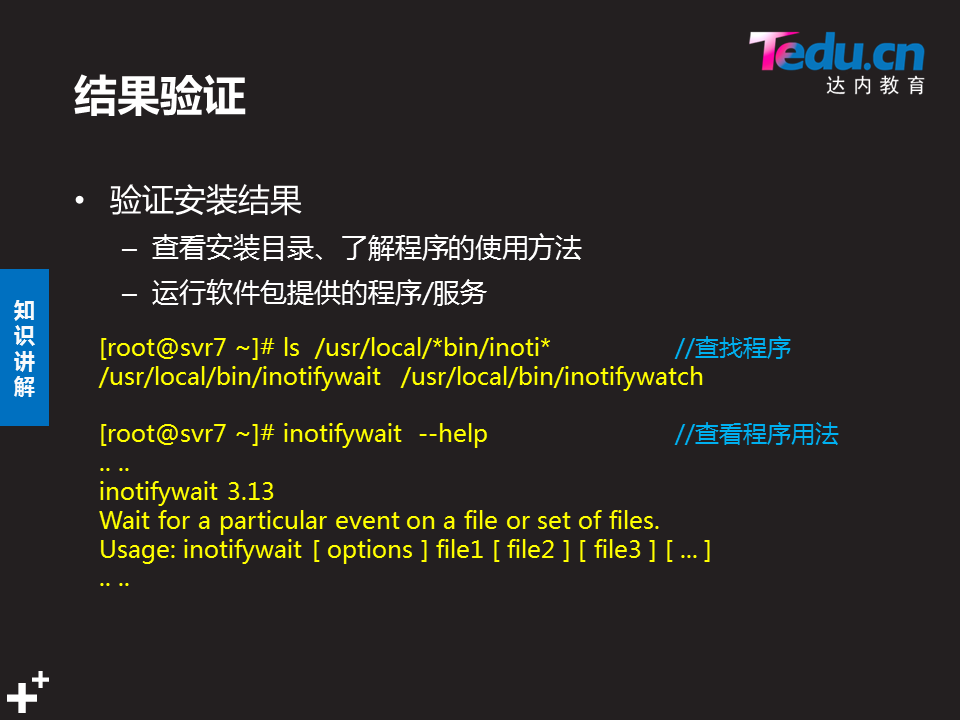 Tedu.cn
达内教育
结果验证
• 验证安装结果
– 查看安装目录、了解程序的使用方法
– 运行软件包提供的程序/服务
知识讲解
[root@svr7 ~]# ls /usr/local/*bin/inoti* //查找程序
/usr/local/bin/inotifywait /usr/local/bin/inotifywatch
[root@svr7 ~]# inotifywait --help //查看程序用法
.. ..
inotifywait 3.13
Wait for a particular event on a file or set of files.
Usage: inotifywait [ options ] file1 [ file2 ] [ file3 ] [ ... ]
.. ..